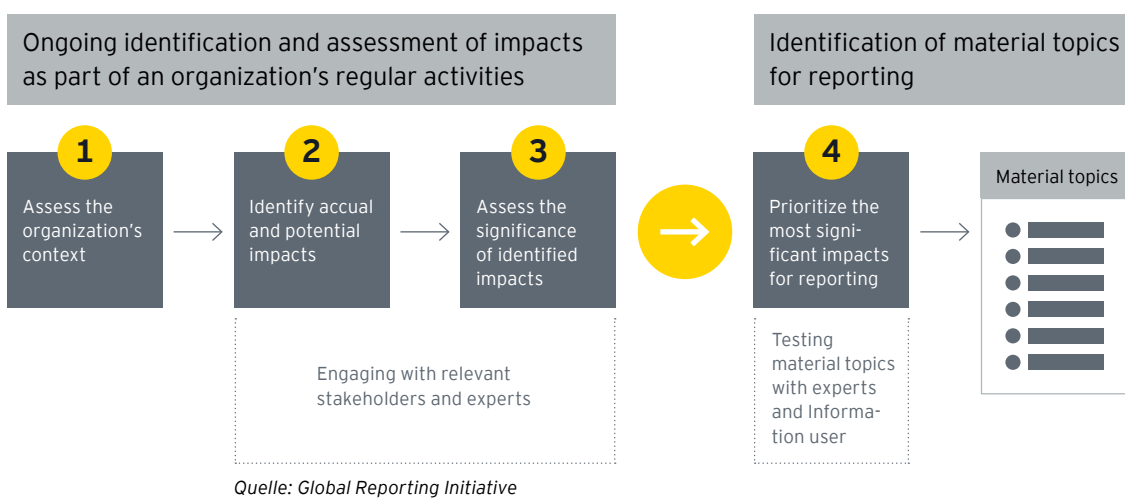 Ongoing identification and assessment of impacts
as part of an organization's regular activities
Identification of material topics
for reporting
1
Assess the
organization's
context
2
Identify accual
and potential
impacts
3
Assess the
significance
of identified
impacts
4
Prioritize the
most signi-
ficant impacts
for reporting
Material topics
Engaging with relevant
stakeholders and experts
Testing
material topics
with experts
and Informa-
tion user
Quelle: Global Reporting Initiative